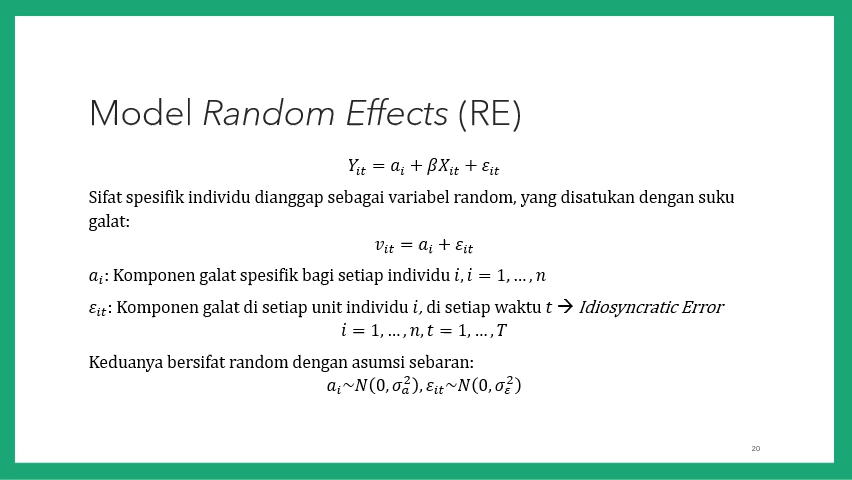 Model Random Effects (RE)
Yᵢₜ = aᵢ + βXᵢₜ + εᵢₜ
Sifat spesifik individu dianggap sebagai variabel random, yang disatukan dengan suku
galat:
vᵢₜ = aᵢ + εᵢₜ
aᵢ: Komponen galat spesifik bagi setiap individu i, i = 1, … , n
εᵢₜ: Komponen galat di setiap unit individu i, di setiap waktu t → Idiosyncratic Error
i = 1, … , n, t = 1, … , T
Keduanya bersifat random dengan asumsi sebaran:
aᵢ~N(0, σₐ²), εᵢₜ~N(0, σ_ε²)
20